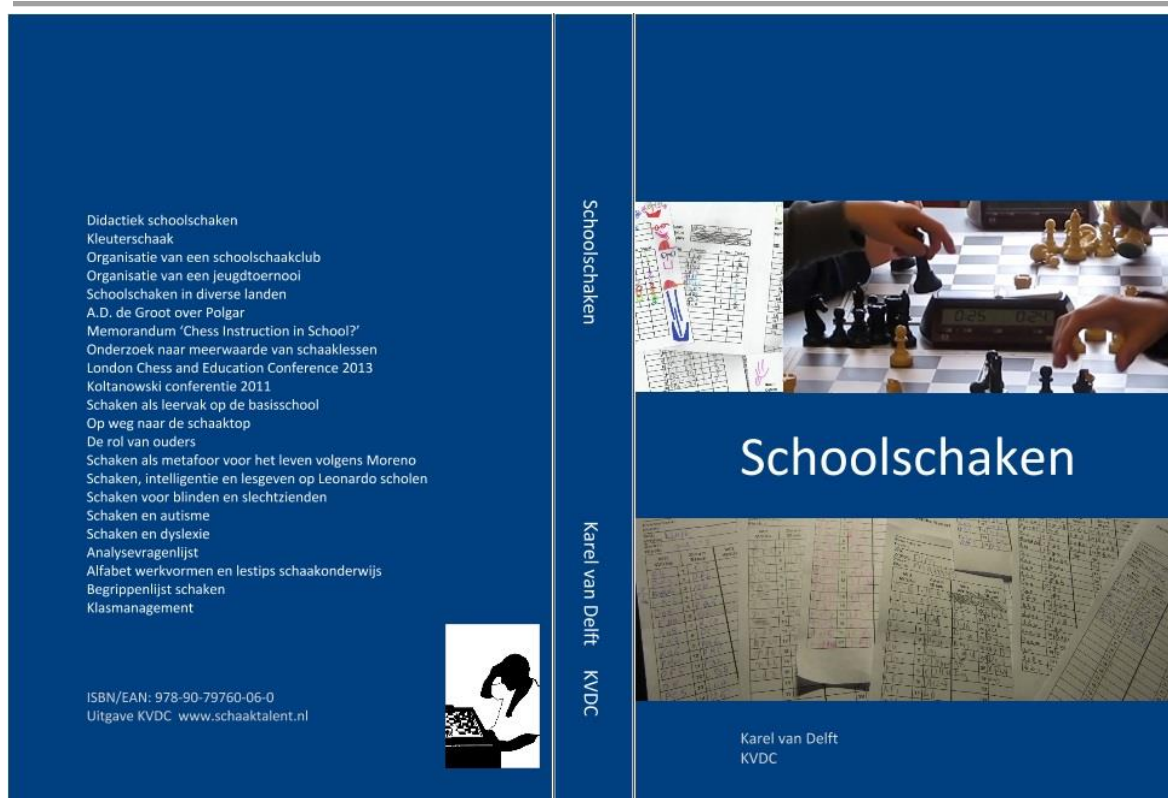 Didactiek schoolschaken
Kleuterschaak
Organisatie van een schoolschaakclub
Organisatie van een jeugdtoernooi
Schoolschaken in diverse landen
A.D. de Groot over Polgar
Memorandum ‘Chess Instruction in School?’
Onderzoek naar meerwaarde van schaaklessen
London Chess and Education Conference 2013
Koltanowski conferentie 2011
Schaken als leervak op de basisschool
Op weg naar de schaaktop
De rol van ouders
Schaken als metafoor voor het leven volgens Moreno
Schaken, intelligentie en lesgeven op Leonardo scholen
Schaken voor blinden en slechtzienden
Schaken en autisme
Schaken en dyslexie
Analysevragenlijst
Alfabet werkvormen en lestips schaakonderwijs
Begrippenlijst schaken
Klasmanagement
ISBN/EAN: 978-90-79760-06-0
Uitgave KVDC www.schaaktalent.nl
Schoolschaken
Karel van Delft KVDC
Schoolschaken
Karel van Delft
KVDC